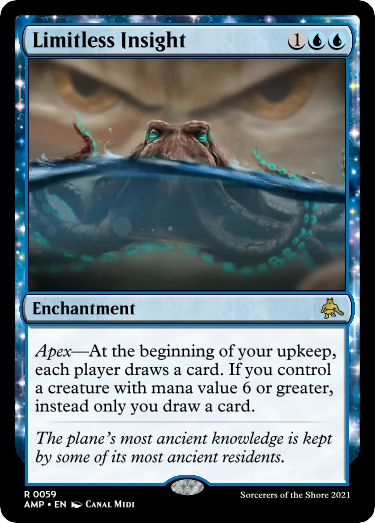 Limitless Insight 1
Enchantment
Apex—At the beginning of your upkeep,
each player draws a card. If you control
a creature with mana value 6 or greater,
instead only you draw a card.
The plane's most ancient knowledge is kept
by some of its most ancient residents.
R 0059
AMP • EN Canal Midi
Sorcerers of the Shore 2021